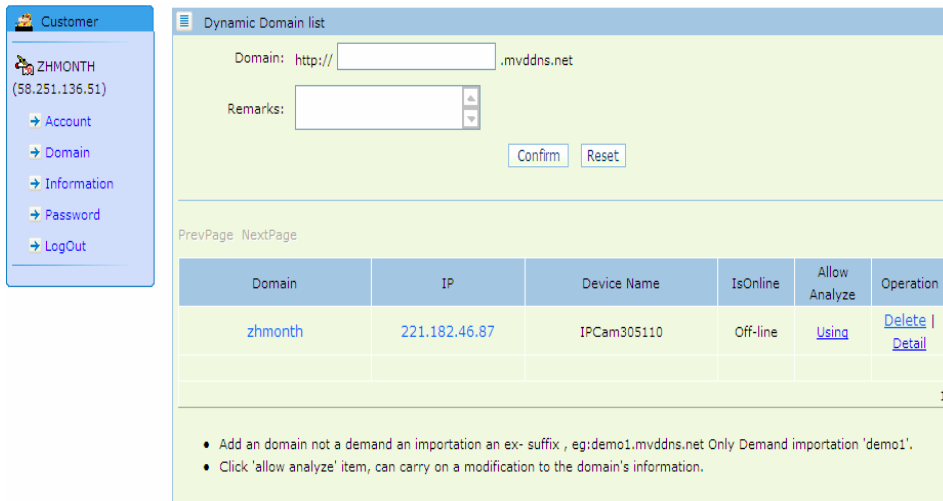 Customer
ZHMONTH
(58.251.136.51)
Account
Domain
Information
Password
LogOut
Dynamic Domain list
Domain: http:// .mvddns.net
Remarks:
Confirm Reset
PrevPage NextPage
Domain IP Device Name IsOnline Allow Analyze Operation
zhmonth 221.182.46.87 IPCam305110 Off-line Using Delete | Detail
1
• Add an domain not a demand an importation an ex- suffix , eg:demo1.mvddns.net Only Demand importation 'demo1'.
• Click 'allow analyze' item, can carry on a modification to the domain's information.